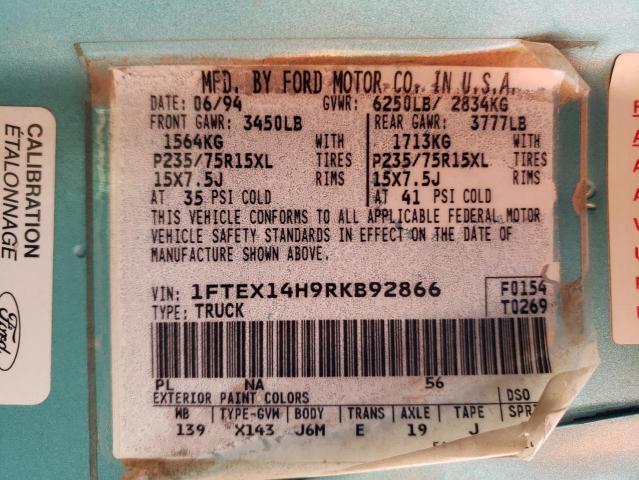 MFD. BY FORD MOTOR CO. IN U.S.A.
DATE: 06/94 GVWR: 6250LB/ 2834KG
FRONT GAWR: 3450LB REAR GAWR: 3777LB
1564KG WITH 1713KG WITH
P235/75R15XL TIRES P235/75R15XL TIRES
15X7.5J RIMS 15X7.5J RIMS
AT 35 PSI COLD AT 41 PSI COLD
THIS VEHICLE CONFORMS TO ALL APPLICABLE FEDERAL MOTOR
VEHICLE SAFETY STANDARDS IN EFFECT ON THE DATE OF
MANUFACTURE SHOWN ABOVE.
VIN: 1FTEX14H9RKB92866 F0154
TYPE: TRUCK T0269
PL NA 56
EXTERIOR PAINT COLORS DSO
WB TYPE-GVW BODY TRANS AXLE TAPE SPR
139 X143 J6M E 19 J
CALIBRATION
ÉTALONNAGE
Ford